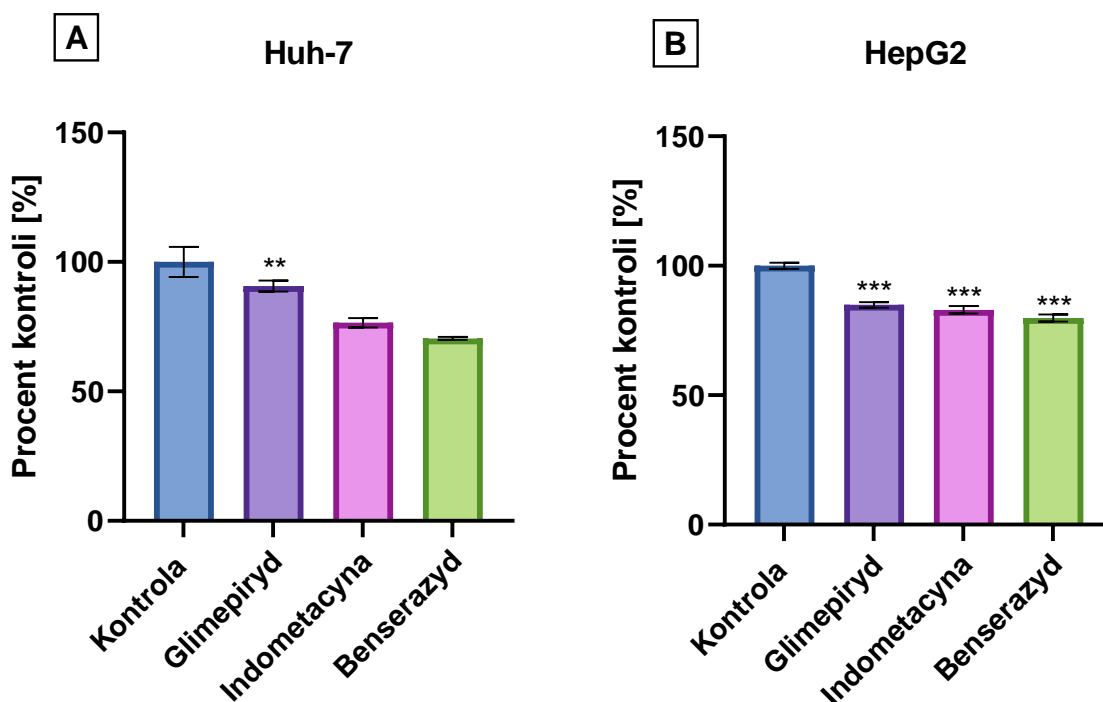 A
Huh-7
Procent kontroli [%]
150
100
50
0
**
Kontrola
Glimepiryd
Indometacyna
Benserazyd
B
HepG2
Procent kontroli [%]
150
100
50
0
***
***
***
Kontrola
Glimepiryd
Indometacyna
Benserazyd